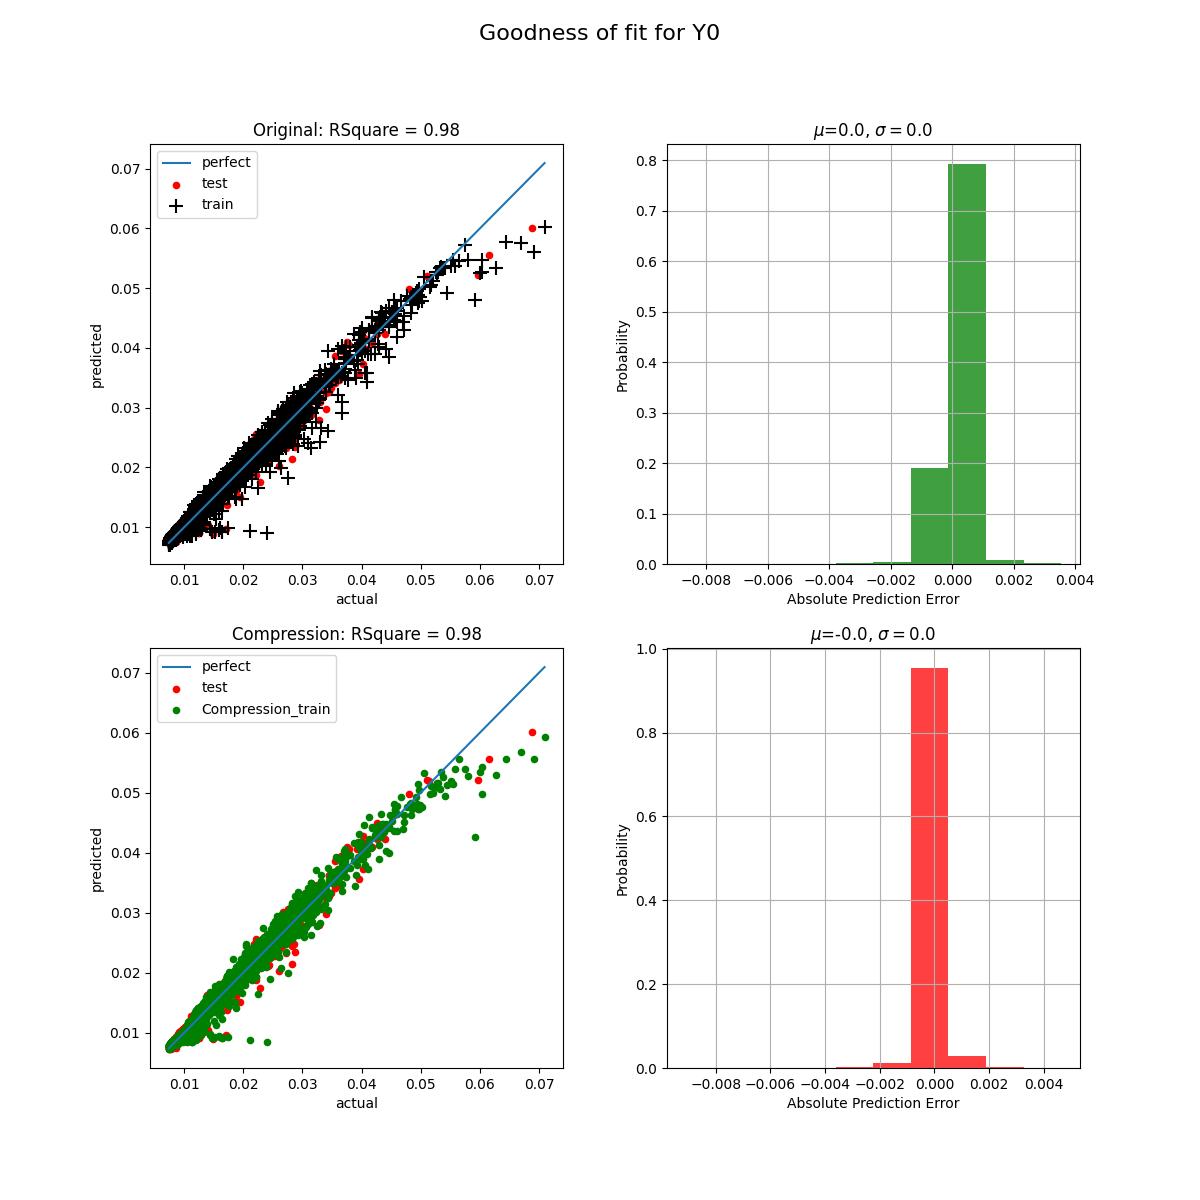 Goodness of fit for Y0
Original: RSquare = 0.98
perfect
test
train
0.07
0.06
0.05
0.04
0.03
0.02
0.01
predicted
0.01 0.02 0.03 0.04 0.05 0.06 0.07
actual
μ=0.0, σ = 0.0
0.8
0.7
0.6
0.5
0.4
0.3
0.2
0.1
0.0
Probability
−0.008 −0.006 −0.004 −0.002 0.000 0.002 0.004
Absolute Prediction Error
Compression: RSquare = 0.98
perfect
test
Compression_train
0.07
0.06
0.05
0.04
0.03
0.02
0.01
predicted
0.01 0.02 0.03 0.04 0.05 0.06 0.07
actual
μ=-0.0, σ = 0.0
1.0
0.8
0.6
0.4
0.2
0.0
Probability
−0.008 −0.006 −0.004 −0.002 0.000 0.002 0.004
Absolute Prediction Error